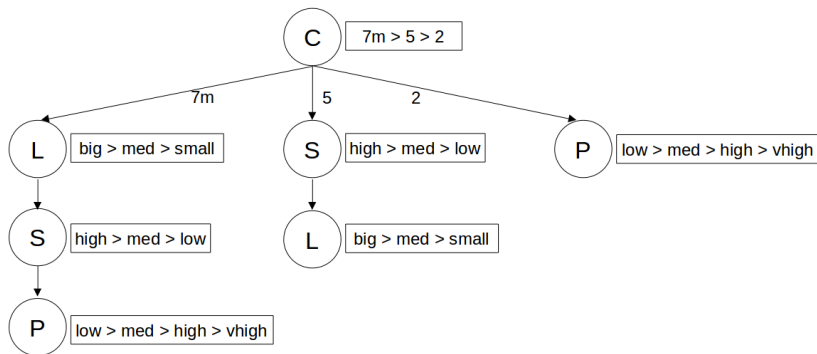 C
7m > 5 > 2
7m
5
2
L
big > med > small
S
high > med > low
P
low > med > high > vhigh
S
high > med > low
L
big > med > small
P
low > med > high > vhigh